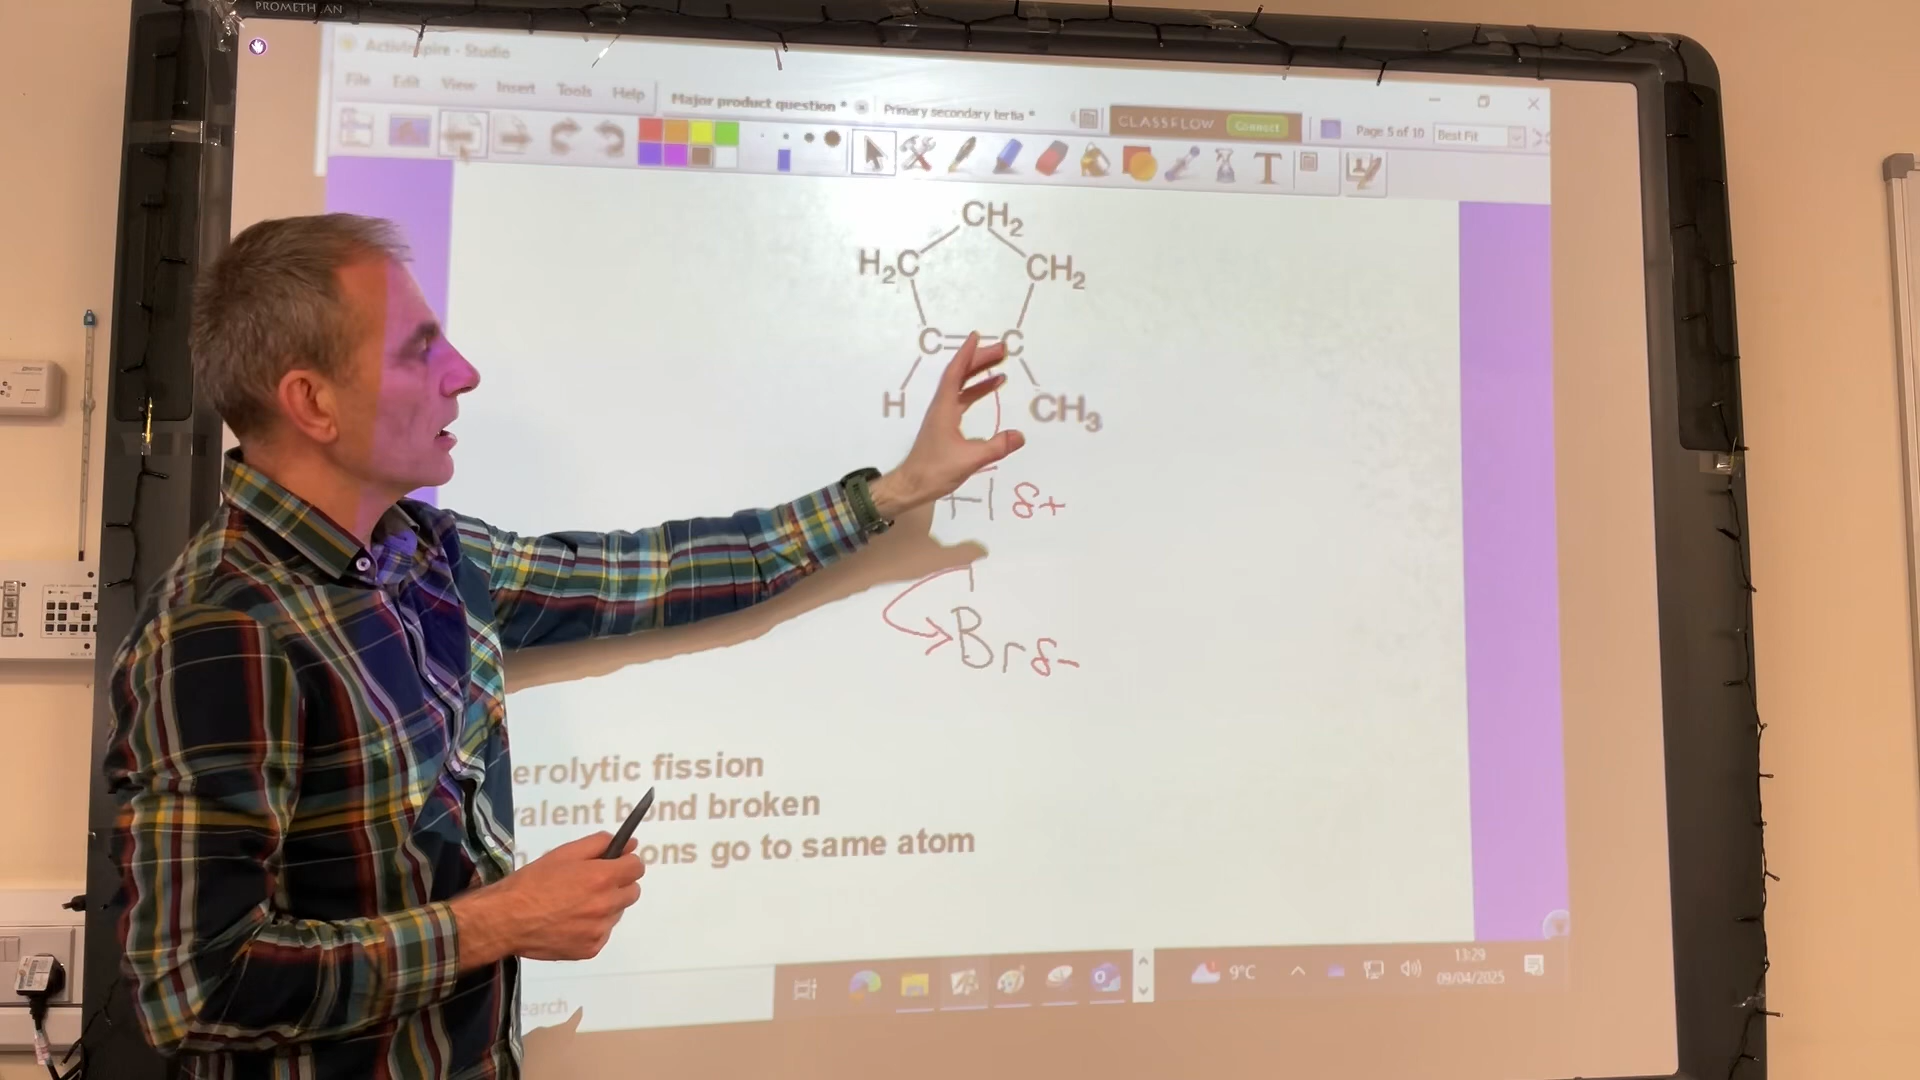 PROMETHEAN
ActivInspire - Studio
File Edit View Insert Tools Help
Major product question * Primary secondary tertia *
CLASSFLOW Connect
Page 5 of 10 Best Fit
T
CH2
H2C CH2
C C
H CH3
H δ+
Br δ-
erolytic fission
valent bond broken
ons go to same atom
earch
9°C
13:29
09/04/2025